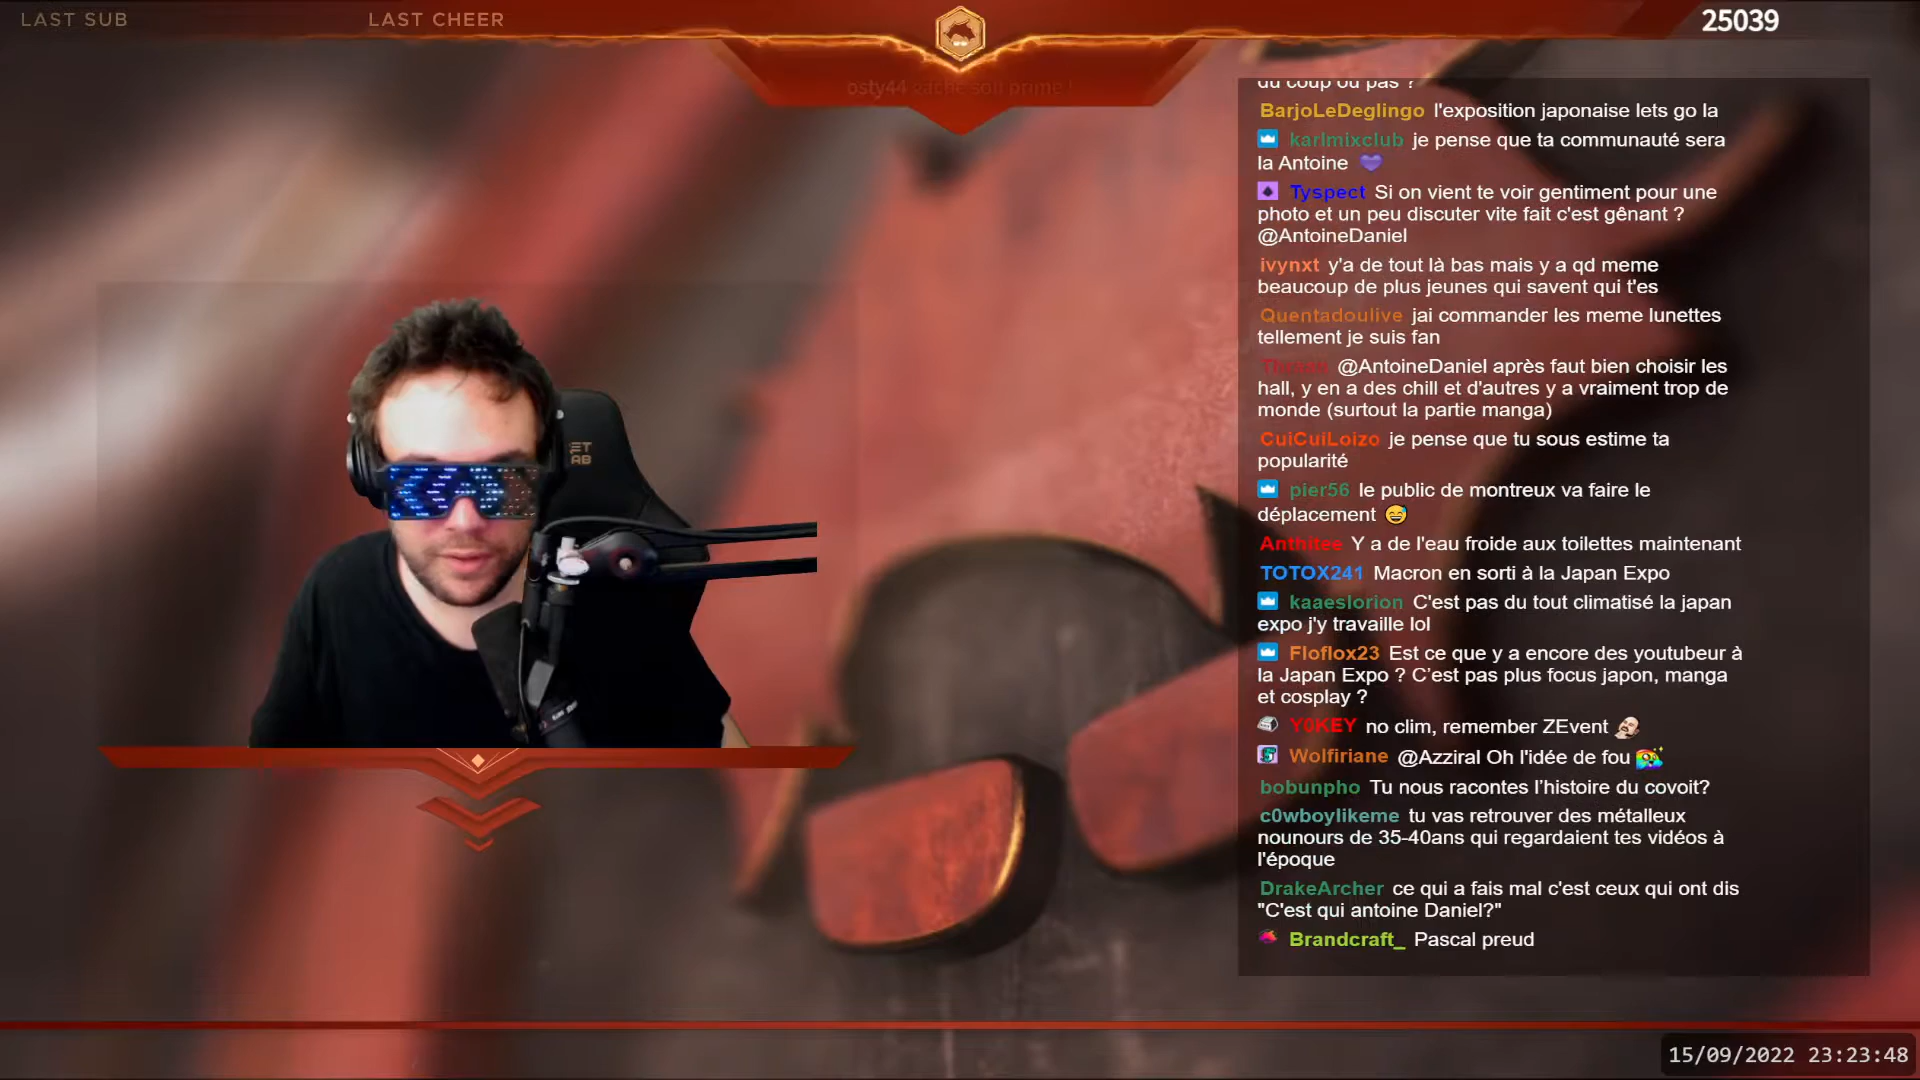 LAST SUB
LAST CHEER
25039
osty44 gâche son prime !
du coup ou pas ?
BarjoLeDeglingo l'exposition japonaise lets go la
karlmixclub je pense que ta communauté sera
la Antoine
Tyspect Si on vient te voir gentiment pour une
photo et un peu discuter vite fait c'est gênant ?
@AntoineDaniel
ivynxt y'a de tout là bas mais y a qd meme
beaucoup de plus jeunes qui savent qui t'es
Quentadoulive jai commander les meme lunettes
tellement je suis fan
@AntoineDaniel après faut bien choisir les
hall, y en a des chill et d'autres y a vraiment trop de
monde (surtout la partie manga)
CuiCuiLoizo je pense que tu sous estime ta
popularité
pier56 le public de montreux va faire le
déplacement
Anthitee Y a de l'eau froide aux toilettes maintenant
TOTOX241 Macron en sorti à la Japan Expo
kaaeslorion C'est pas du tout climatisé la japan
expo j'y travaille lol
Floflox23 Est ce que y a encore des youtubeur à
la Japan Expo ? C'est pas plus focus japon, manga
et cosplay ?
Y0KEY no clim, remember ZEvent
Wolfiriane @Azziral Oh l'idée de fou
bobunpho Tu nous racontes l'histoire du covoit?
c0wboylikeme tu vas retrouver des métalleux
nounours de 35-40ans qui regardaient tes vidéos à
l'époque
DrakeArcher ce qui a fais mal c'est ceux qui ont dis
"C'est qui antoine Daniel?"
Brandcraft_ Pascal preud
15/09/2022 23:23:48